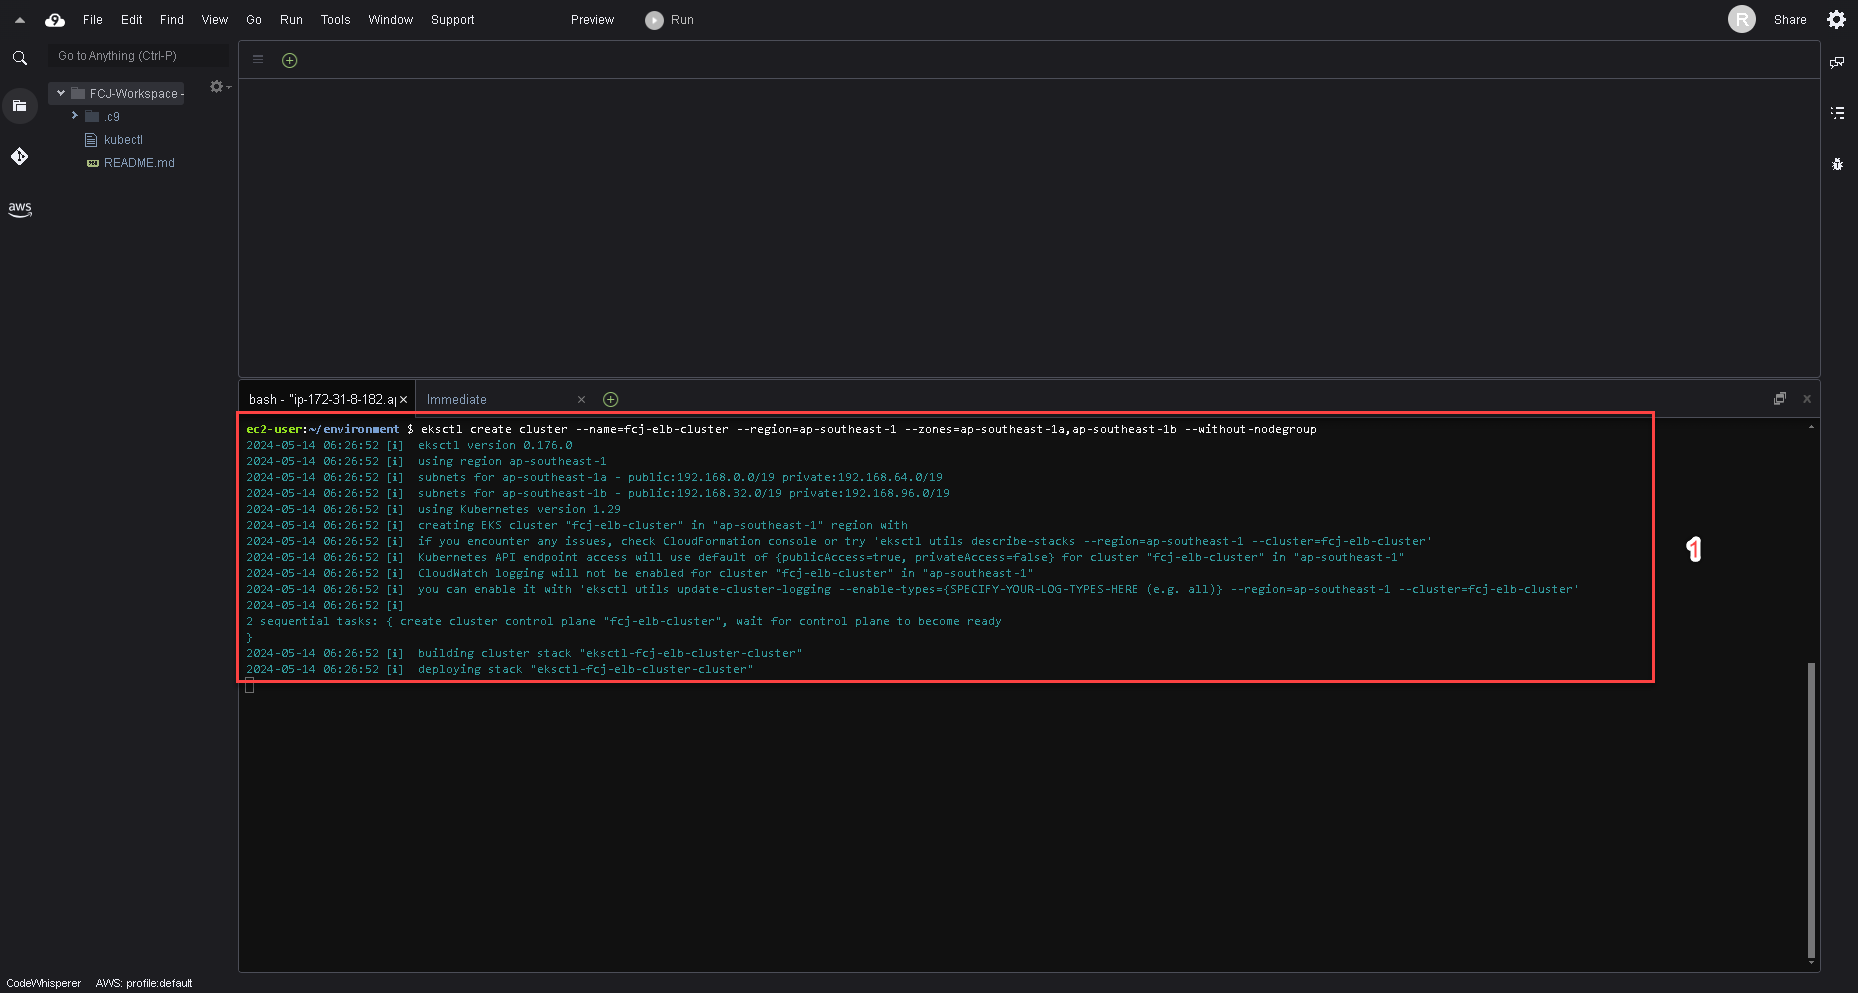 File Edit Find View Go Run Tools Window Support Preview Run R Share
Go to Anything (Ctrl-P)
FCJ-Workspace -
.c9
kubectl
README.md
aws
bash - "ip-172-31-8-182.ap Immediate
ec2-user:~/environment $ eksctl create cluster --name=fcj-elb-cluster --region=ap-southeast-1 --zones=ap-southeast-1a,ap-southeast-1b --without-nodegroup
2024-05-14 06:26:52 [i]  eksctl version 0.176.0
2024-05-14 06:26:52 [i]  using region ap-southeast-1
2024-05-14 06:26:52 [i]  subnets for ap-southeast-1a - public:192.168.0.0/19 private:192.168.64.0/19
2024-05-14 06:26:52 [i]  subnets for ap-southeast-1b - public:192.168.32.0/19 private:192.168.96.0/19
2024-05-14 06:26:52 [i]  using Kubernetes version 1.29
2024-05-14 06:26:52 [i]  creating EKS cluster "fcj-elb-cluster" in "ap-southeast-1" region with
2024-05-14 06:26:52 [i]  if you encounter any issues, check CloudFormation console or try 'eksctl utils describe-stacks --region=ap-southeast-1 --cluster=fcj-elb-cluster'
2024-05-14 06:26:52 [i]  Kubernetes API endpoint access will use default of {publicAccess=true, privateAccess=false} for cluster "fcj-elb-cluster" in "ap-southeast-1"
2024-05-14 06:26:52 [i]  CloudWatch logging will not be enabled for cluster "fcj-elb-cluster" in "ap-southeast-1"
2024-05-14 06:26:52 [i]  you can enable it with 'eksctl utils update-cluster-logging --enable-types={SPECIFY-YOUR-LOG-TYPES-HERE (e.g. all)} --region=ap-southeast-1 --cluster=fcj-elb-cluster'
2024-05-14 06:26:52 [i]
2 sequential tasks: { create cluster control plane "fcj-elb-cluster", wait for control plane to become ready
}
2024-05-14 06:26:52 [i]  building cluster stack "eksctl-fcj-elb-cluster-cluster"
2024-05-14 06:26:52 [i]  deploying stack "eksctl-fcj-elb-cluster-cluster"
1
CodeWhisperer AWS: profile:default